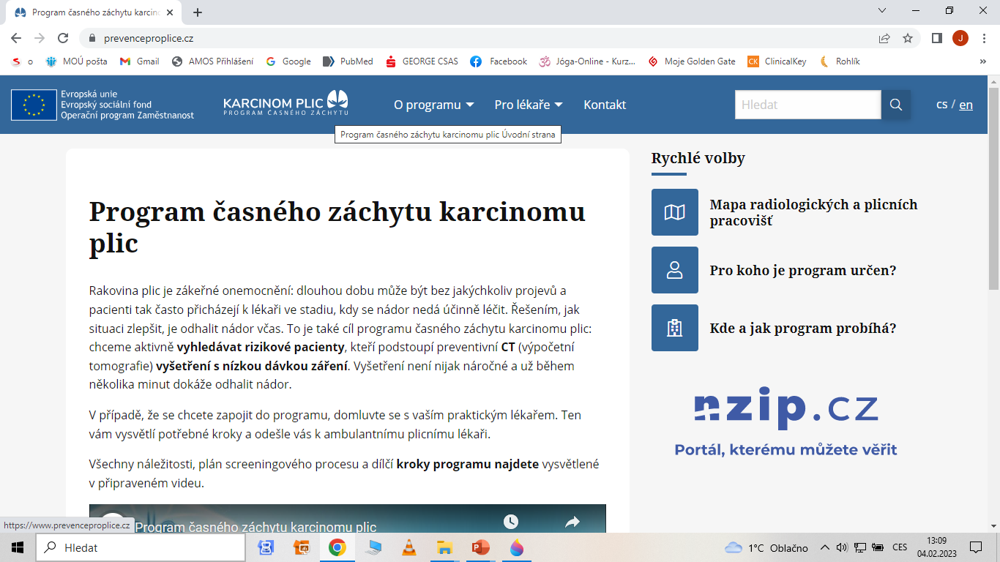 Program časného záchytu karcino
prevenceproplice.cz
J
o
MOÚ pošta
Gmail
AMOS Přihlášení
Google
PubMed
GEORGE CSAS
Facebook
Jóga-Online - Kurz...
Moje Golden Gate
CK
ClinicalKey
Rohlík
»
Evropská unie
Evropský sociální fond
Operační program Zaměstnanost
KARCINOM PLIC
PROGRAM ČASNÉHO ZÁCHYTU
O programu
Pro lékaře
Kontakt
Hledat
cs / en
Program časného záchytu karcinomu plic Úvodní strana
Program časného záchytu karcinomu
plic
Rakovina plic je zákeřné onemocnění: dlouhou dobu může být bez jakýchkoliv projevů a
pacienti tak často přicházejí k lékaři ve stadiu, kdy se nádor nedá účinně léčit. Řešením, jak
situaci zlepšit, je odhalit nádor včas. To je také cíl programu časného záchytu karcinomu plic:
chceme aktivně vyhledávat rizikové pacienty, kteří podstoupí preventivní CT (výpočetní
tomografie) vyšetření s nízkou dávkou záření. Vyšetření není nijak náročné a už během
několika minut dokáže odhalit nádor.
V případě, že se chcete zapojit do programu, domluvte se s vaším praktickým lékařem. Ten
vám vysvětlí potřebné kroky a odešle vás k ambulantnímu plicnímu lékaři.
Všechny náležitosti, plán screeningového procesu a dílčí kroky programu najdete vysvětlené
v připraveném videu.
Program časného záchytu karcinomu plic
Rychlé volby
Mapa radiologických a plicních
pracovišť
Pro koho je program určen?
Kde a jak program probíhá?
nzip.cz
Portál, kterému můžete věřit
https://www.prevenceproplice.cz
Hledat
1°C Oblačno
CES
13:09
04.02.2023